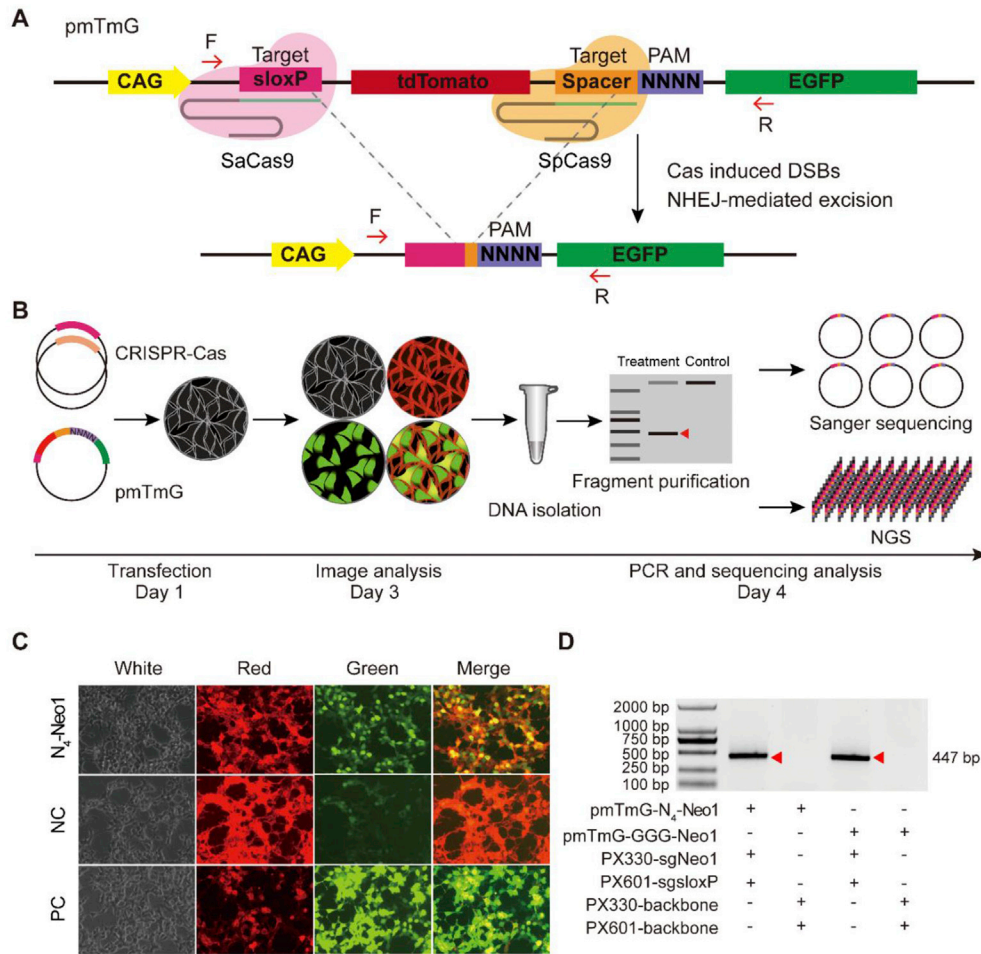 A
pmTmG
F
Target
Target
PAM
CAG
sloxP
tdTomato
Spacer
NNNN
EGFP
R
SaCas9
SpCas9
Cas induced DSBs
NHEJ-mediated excision
F
PAM
CAG
NNNN
EGFP
R
B
CRISPR-Cas
NNNN
pmTmG
DNA isolation
Treatment Control
Fragment purification
Sanger sequencing
NGS
Transfection
Day 1
Image analysis
Day 3
PCR and sequencing analysis
Day 4
C
White Red Green Merge
N₄-Neo1
NC
PC
D
2000 bp
1000 bp
750 bp
500 bp
250 bp
100 bp
447 bp
pmTmG-N₄-Neo1 + + - -
pmTmG-GGG-Neo1 - - + +
PX330-sgNeo1 + - + -
PX601-sgsloxP + - + -
PX330-backbone - + - +
PX601-backbone - + - +